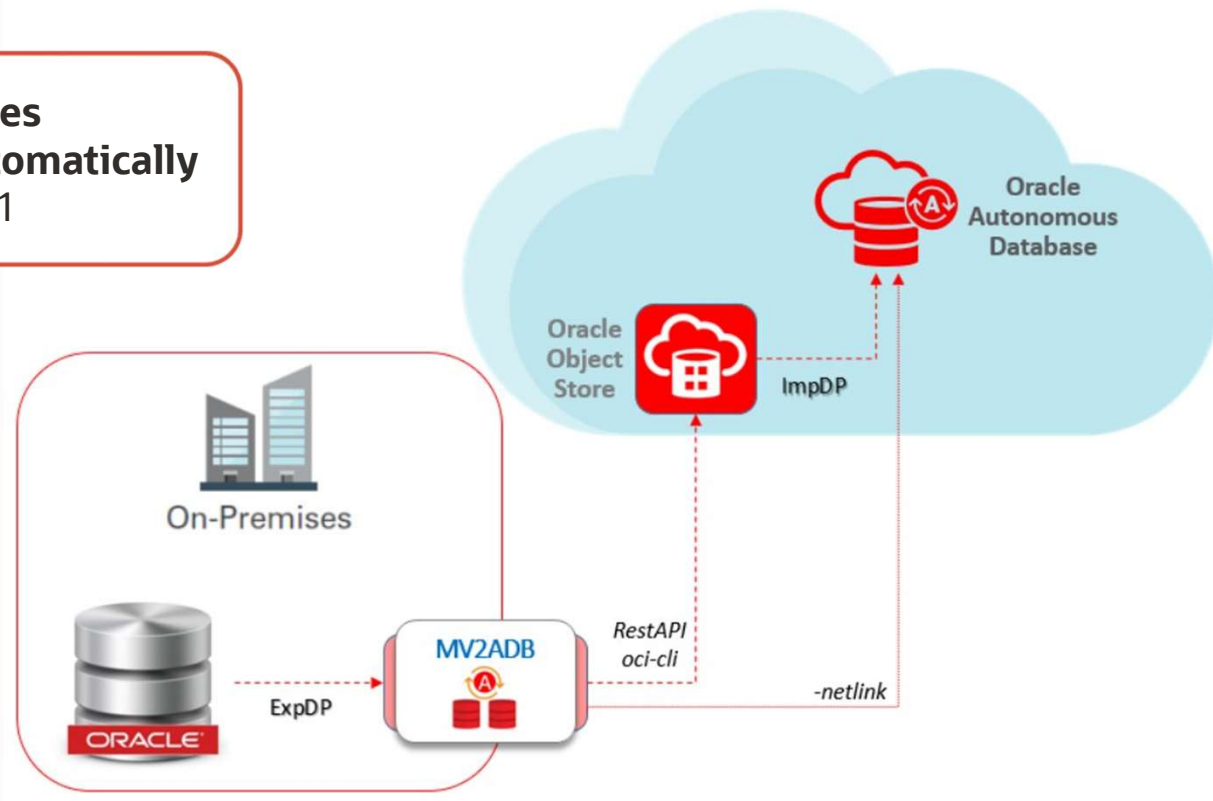 es
omatically
1
Oracle
Autonomous
Database
Oracle
Object
Store
ImpDP
On-Premises
RestAPI
oci-cli
MV2ADB
-netlink
ExpDP
ORACLE